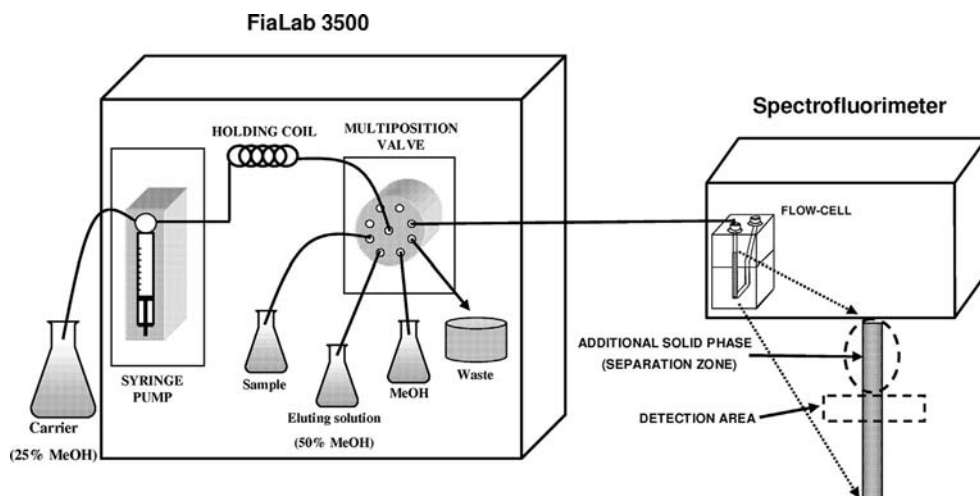 FiaLab 3500
HOLDING COIL
MULTIPOSITION
VALVE
SYRINGE
PUMP
Carrier
(25% MeOH)
Sample
Eluting solution
(50% MeOH)
MeOH
Waste
Spectrofluorimeter
FLOW-CELL
ADDITIONAL SOLID PHASE
(SEPARATION ZONE)
DETECTION AREA